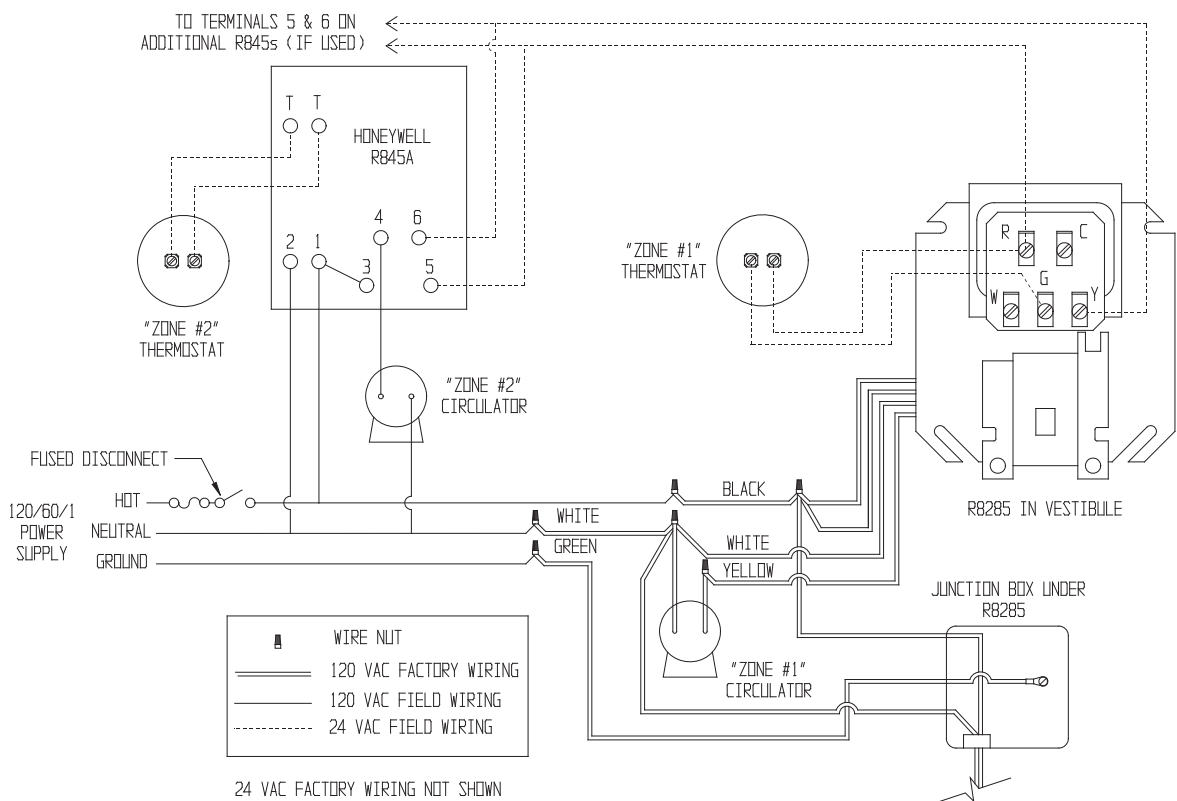 TO TERMINALS 5 & 6 ON
ADDITIONAL R845s (IF USED)
T T
HONEYWELL
R845A
4 6
2 1
3 5
"ZONE #2"
THERMOSTAT
"ZONE #1"
THERMOSTAT
R C
G
W Y
"ZONE #2"
CIRCULATOR
FUSED DISCONNECT
HOT
120/60/1
POWER
SUPPLY
NEUTRAL
GROUND
BLACK
WHITE
GREEN
WHITE
YELLOW
R8285 IN VESTIBULE
JUNCTION BOX UNDER
R8285
"ZONE #1"
CIRCULATOR
WIRE NUT
120 VAC FACTORY WIRING
120 VAC FIELD WIRING
24 VAC FIELD WIRING
24 VAC FACTORY WIRING NOT SHOWN